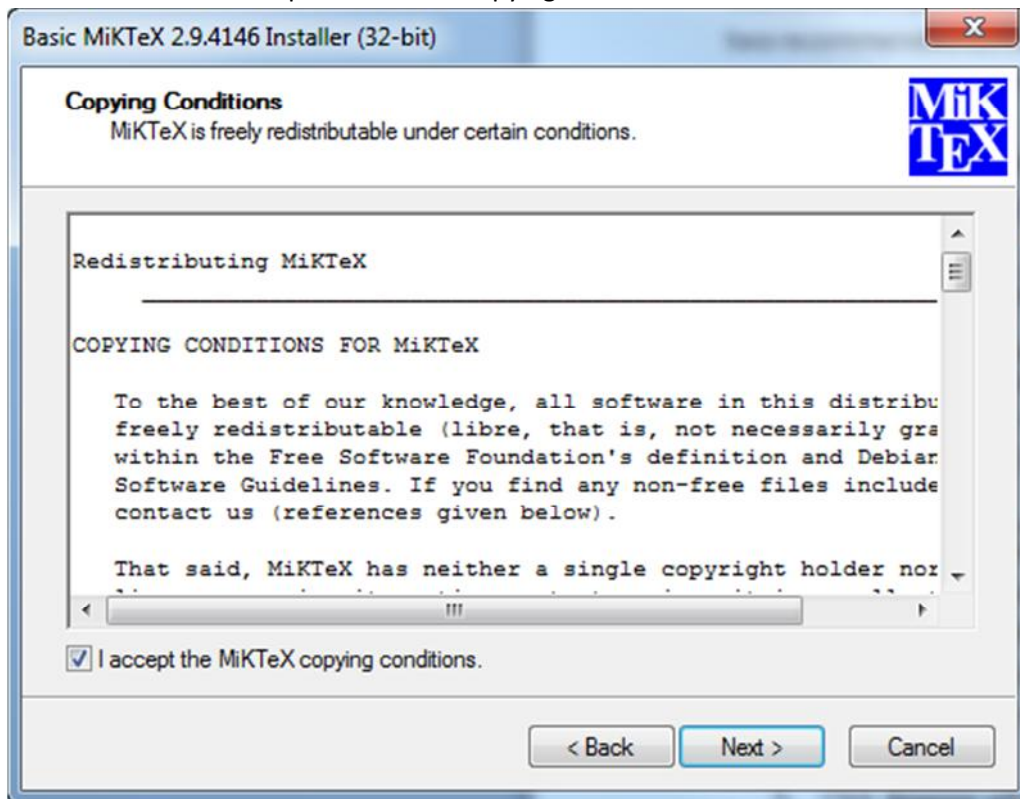 Basic MiKTeX 2.9.4146 Installer (32-bit)
Copying Conditions
MiKTeX is freely redistributable under certain conditions.
MiK
TEX
Redistributing MiKTeX
COPYING CONDITIONS FOR MiKTeX
To the best of our knowledge, all software in this distribu
freely redistributable (libre, that is, not necessarily gra
within the Free Software Foundation's definition and Debian
Software Guidelines. If you find any non-free files include
contact us (references given below).
That said, MiKTeX has neither a single copyright holder nor
I accept the MiKTeX copying conditions.
< Back Next > Cancel